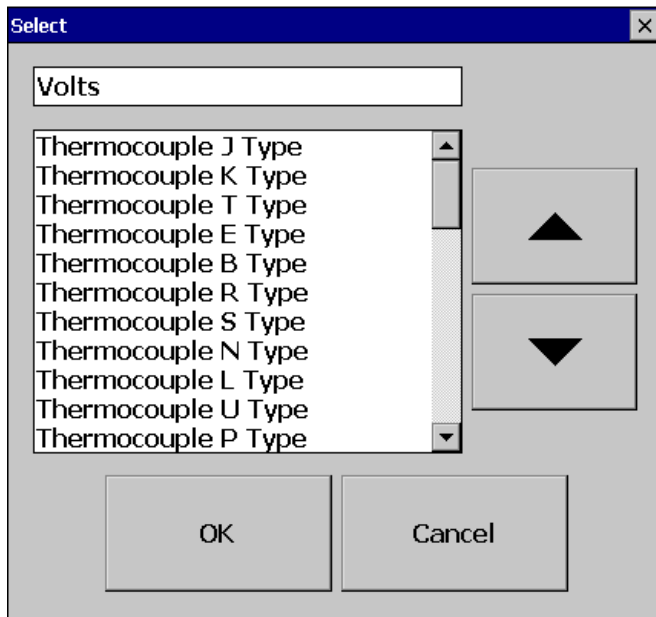 Select
Volts
Thermocouple J Type
Thermocouple K Type
Thermocouple T Type
Thermocouple E Type
Thermocouple B Type
Thermocouple R Type
Thermocouple S Type
Thermocouple N Type
Thermocouple L Type
Thermocouple U Type
Thermocouple P Type
OK
Cancel